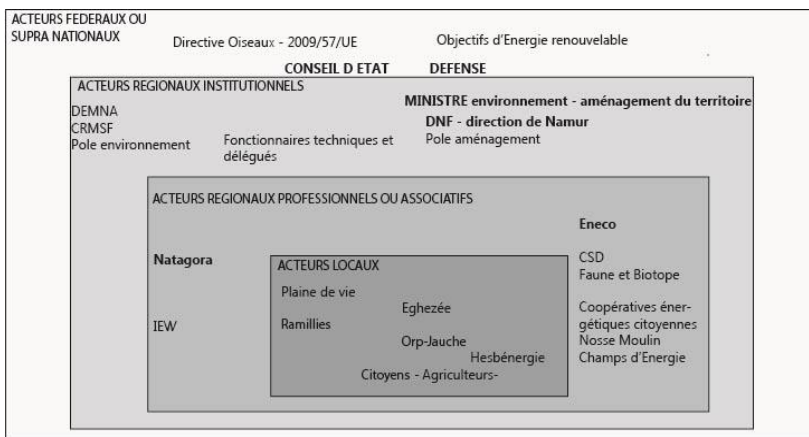 ACTEURS FEDERAUX OU
SUPRA NATIONAUX
Directive Oiseaux - 2009/57/UE
Objectifs d'Energie renouvelable
CONSEIL D ETAT DEFENSE
ACTEURS REGIONAUX INSTITUTIONNELS
DEMNA
CRMSF
Pole environnement
Fonctionnaires techniques et
délégués
MINISTRE environnement - aménagement du territoire
DNF - direction de Namur
Pole aménagement
ACTEURS REGIONAUX PROFESSIONNELS OU ASSOCIATIFS
Natagora
IEW
Eneco
CSD
Faune et Biotope
Coopératives éner-
gétiques citoyennes
Nosse Moulin
Champs d'Energie
ACTEURS LOCAUX
Plaine de vie
Eghezée
Ramillies
Orp-Jauche
Hesbénergie
Citoyens - Agriculteurs-